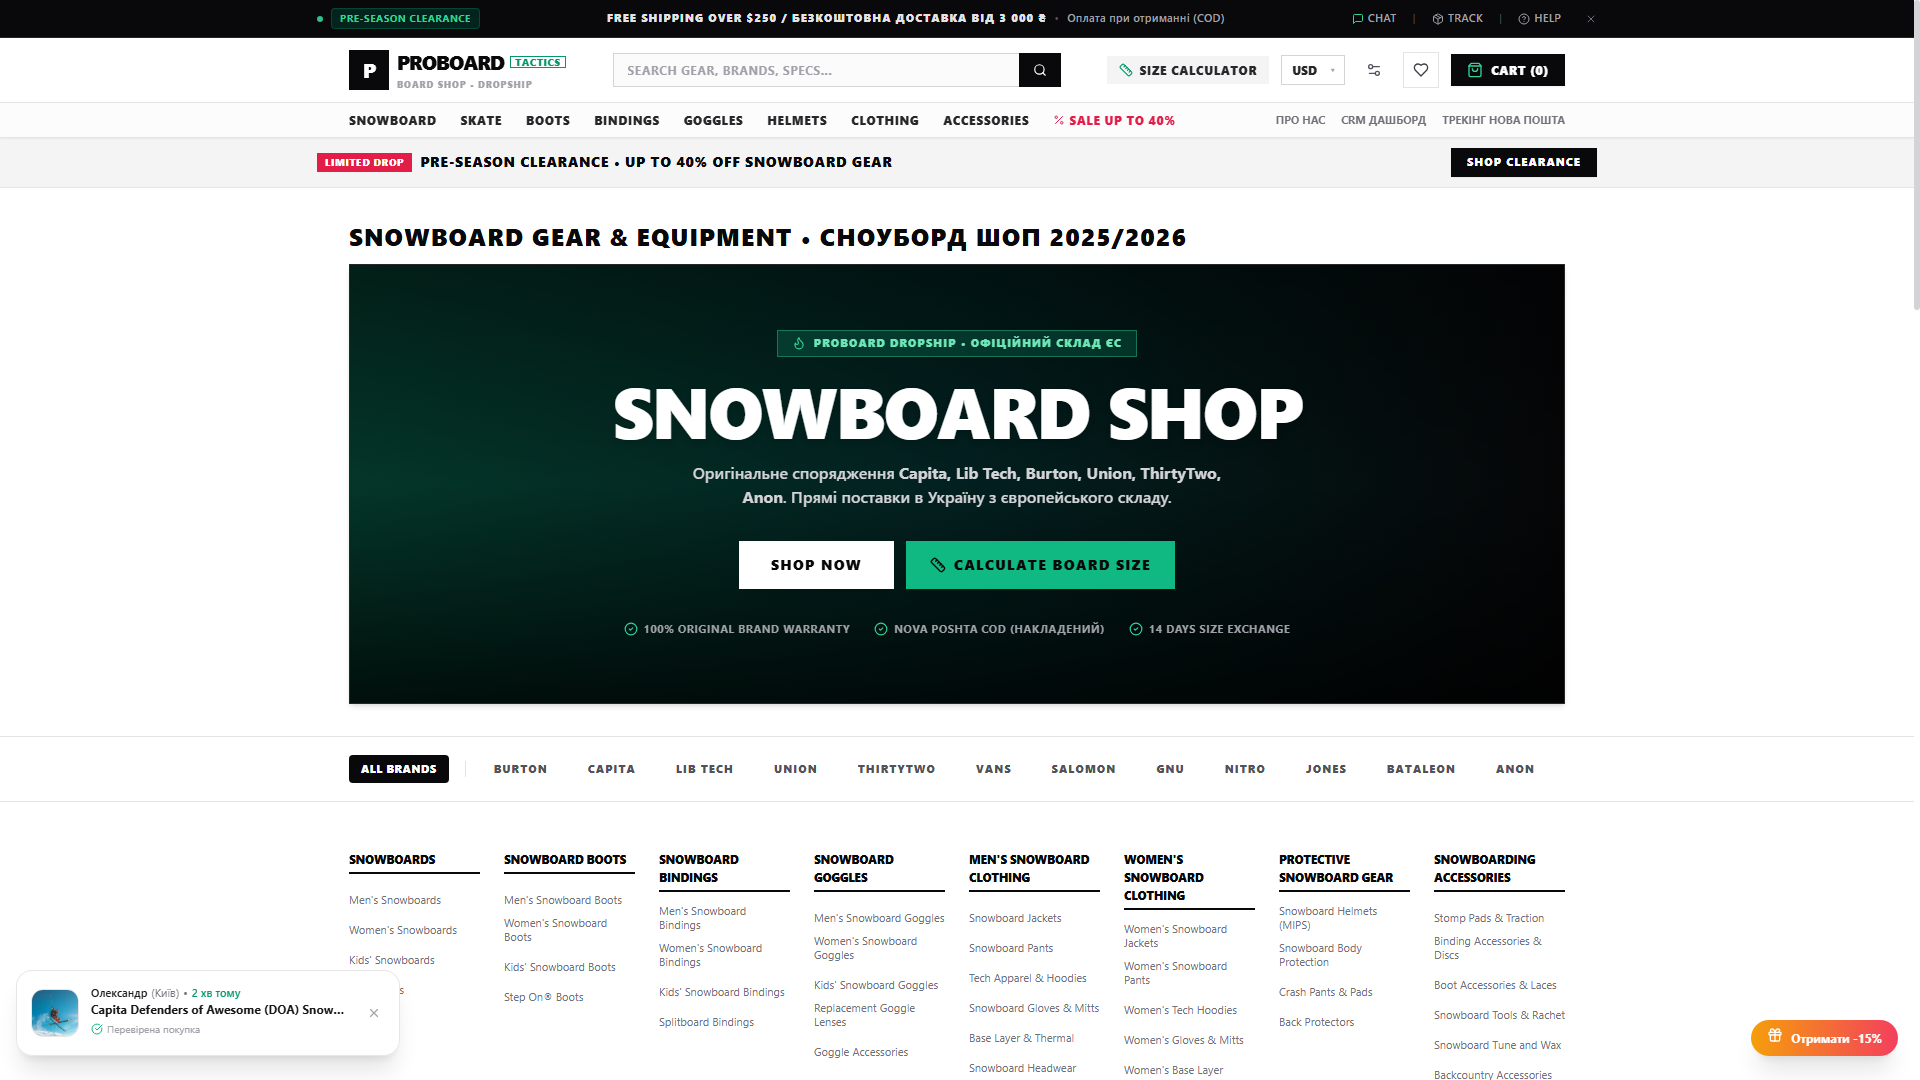 PRE-SEASON CLEARANCE
FREE SHIPPING OVER $250 / БЕЗКОШТОВНА ДОСТАВКА ВІД 3 000 ₴ • Оплата при отриманні (COD)
CHAT | TRACK | HELP
P
PROBOARD TACTICS
BOARD SHOP • DROPSHIP
SEARCH GEAR, BRANDS, SPECS...
SIZE CALCULATOR
USD
CART (0)
SNOWBOARD SKATE BOOTS BINDINGS GOGGLES HELMETS CLOTHING ACCESSORIES SALE UP TO 40%
ПРО НАС CRM ДАШБОРД ТРЕКІНГ НОВА ПОШТА
LIMITED DROP PRE-SEASON CLEARANCE • UP TO 40% OFF SNOWBOARD GEAR
SHOP CLEARANCE
SNOWBOARD GEAR & EQUIPMENT • СНОУБОРД ШОП 2025/2026
PROBOARD DROPSHIP • ОФІЦІЙНИЙ СКЛАД ЄС
SNOWBOARD SHOP
Оригінальне спорядження Capita, Lib Tech, Burton, Union, ThirtyTwo,
Anon. Прямі поставки в Україну з європейського складу.
SHOP NOW
CALCULATE BOARD SIZE
100% ORIGINAL BRAND WARRANTY
NOVA POSHTA COD (НАКЛАДЕНИЙ)
14 DAYS SIZE EXCHANGE
ALL BRANDS BURTON CAPITA LIB TECH UNION THIRTYTWO VANS SALOMON GNU NITRO JONES BATALEON ANON
SNOWBOARDS
Men's Snowboards
Women's Snowboards
Kids' Snowboards
s
SNOWBOARD BOOTS
Men's Snowboard Boots
Women's Snowboard
Boots
Kids' Snowboard Boots
Step On® Boots
SNOWBOARD
BINDINGS
Men's Snowboard
Bindings
Women's Snowboard
Bindings
Kids' Snowboard Bindings
Splitboard Bindings
SNOWBOARD
GOGGLES
Men's Snowboard Goggles
Women's Snowboard
Goggles
Kids' Snowboard Goggles
Replacement Goggle
Lenses
Goggle Accessories
MEN'S SNOWBOARD
CLOTHING
Snowboard Jackets
Snowboard Pants
Tech Apparel & Hoodies
Snowboard Gloves & Mitts
Base Layer & Thermal
Snowboard Headwear
WOMEN'S
SNOWBOARD
CLOTHING
Women's Snowboard
Jackets
Women's Snowboard
Pants
Women's Tech Hoodies
Women's Gloves & Mitts
Women's Base Layer
PROTECTIVE
SNOWBOARD GEAR
Snowboard Helmets
(MIPS)
Snowboard Body
Protection
Crash Pants & Pads
Back Protectors
SNOWBOARDING
ACCESSORIES
Stomp Pads & Traction
Binding Accessories &
Discs
Boot Accessories & Laces
Snowboard Tools & Rachet
Snowboard Tune and Wax
Backcountry Accessories
Олександр (Київ) • 2 хв тому
Capita Defenders of Awesome (DOA) Snow...
Перевірена покупка
Отримати -15%